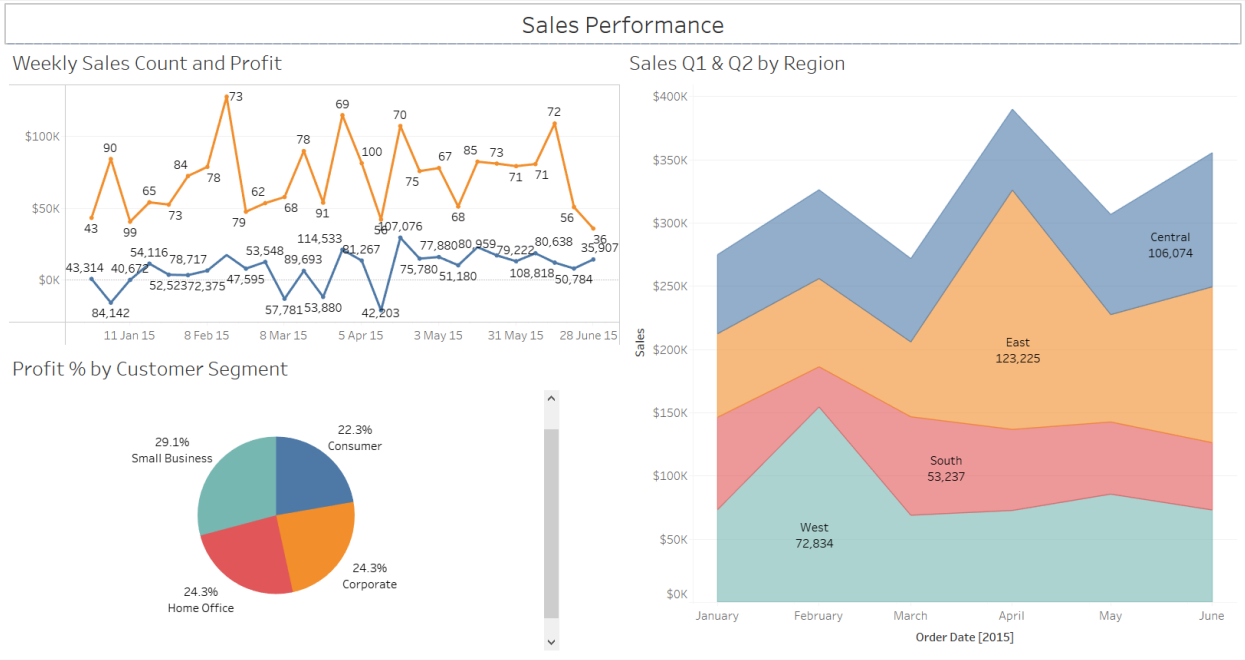 Sales Performance
Weekly Sales Count and Profit
$100K
$50K
$0K
43
90
99
65
73
84
78
73
79
62
68
78
91
69
100
56
70
75
67
68
85
73
71
71
72
56
36
43,314
84,142
40,672
54,116
52,523
78,717
72,375
47,595
53,548
57,781
89,693
53,880
114,533
81,267
42,203
107,076
75,780
77,880
51,180
80,959
79,222
108,818
80,638
50,784
35,907
11 Jan 15
8 Feb 15
8 Mar 15
5 Apr 15
3 May 15
31 May 15
28 June 15
Profit % by Customer Segment
29.1%
Small Business
22.3%
Consumer
24.3%
Corporate
24.3%
Home Office
Sales Q1 & Q2 by Region
Sales
$400K
$350K
$300K
$250K
$200K
$150K
$100K
$50K
$0K
Central
106,074
East
123,225
South
53,237
West
72,834
January
February
March
April
May
June
Order Date [2015]